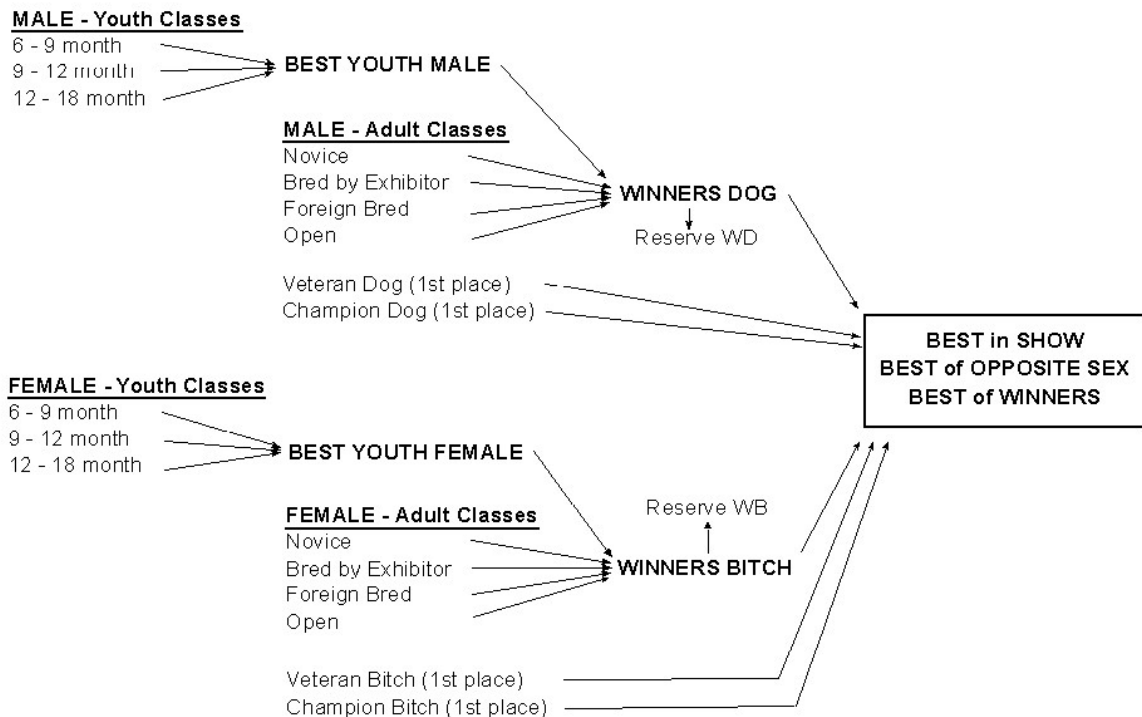 MALE - Youth Classes
6 - 9 month
9 - 12 month
12 - 18 month
BEST YOUTH MALE
MALE - Adult Classes
Novice
Bred by Exhibitor
Foreign Bred
Open
WINNERS DOG
Reserve WD
Veteran Dog (1st place)
Champion Dog (1st place)
BEST in SHOW
BEST of OPPOSITE SEX
BEST of WINNERS
FEMALE - Youth Classes
6 - 9 month
9 - 12 month
12 - 18 month
BEST YOUTH FEMALE
FEMALE - Adult Classes
Novice
Bred by Exhibitor
Foreign Bred
Open
Reserve WB
WINNERS BITCH
Veteran Bitch (1st place)
Champion Bitch (1st place)